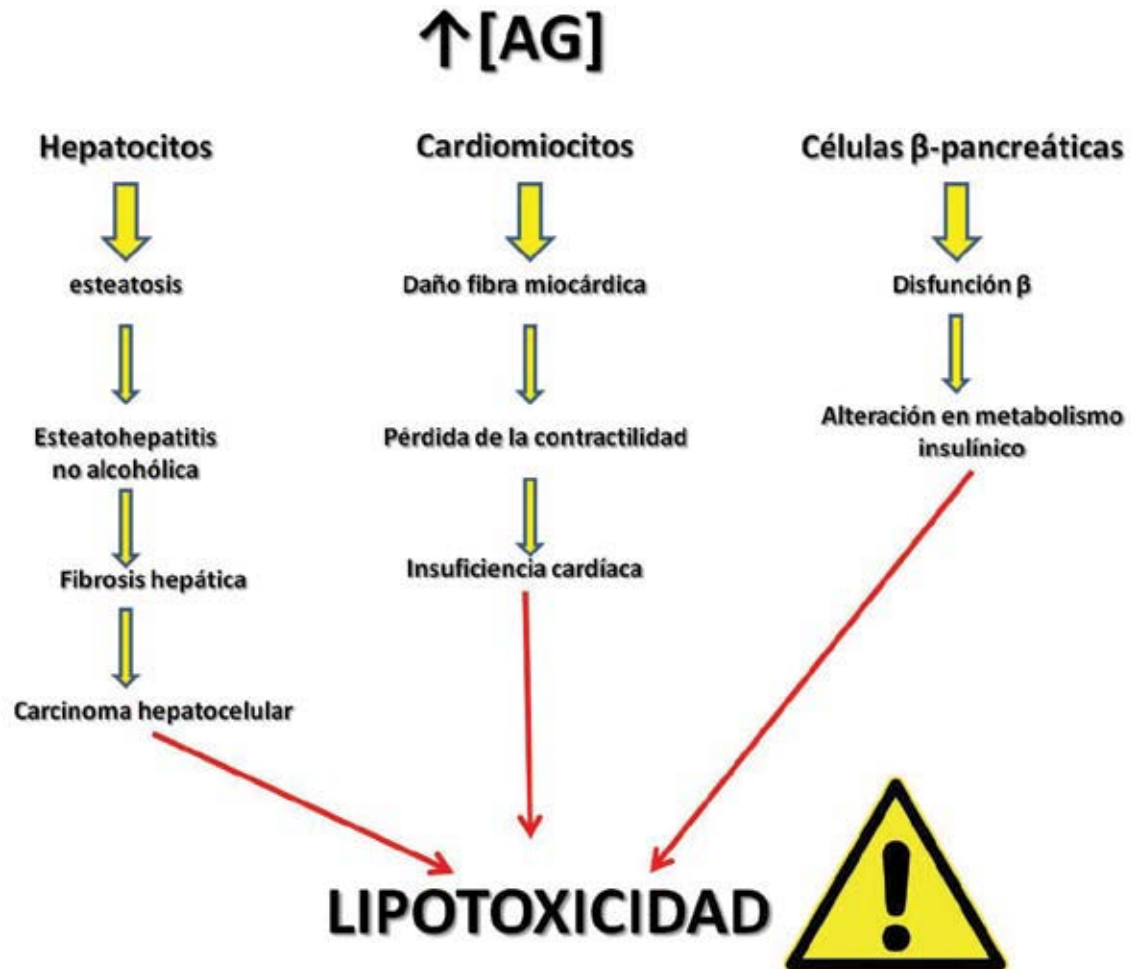 ↑[AG]
Hepatocitos
esteatosis
Esteatohepatitis
no alcohólica
Fibrosis hepática
Carcinoma hepatocelular
Cardiomiocitos
Daño fibra miocárdica
Pérdida de la contractilidad
Insuficiencia cardíaca
Células β-pancreáticas
Disfunción β
Alteración en metabolismo
insulínico
LIPOTOXICIDAD
!